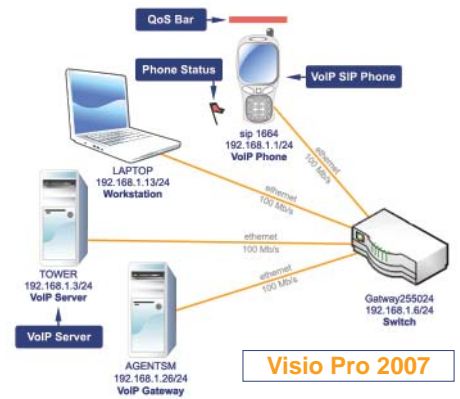 QoS Bar
Phone Status
VoIP SIP Phone
sip 1664
192.168.1.1/24
VoIP Phone
LAPTOP
192.168.1.13/24
Workstation
ethernet
100 Mb/s
ethernet
100 Mb/s
ethernet
100 Mb/s
ethernet
100 Mb/s
TOWER
192.168.1.3/24
VoIP Server
VoIP Server
Gatway255024
192.168.1.6/24
Switch
AGENTSM
192.168.1.26/24
VoIP Gateway
Visio Pro 2007